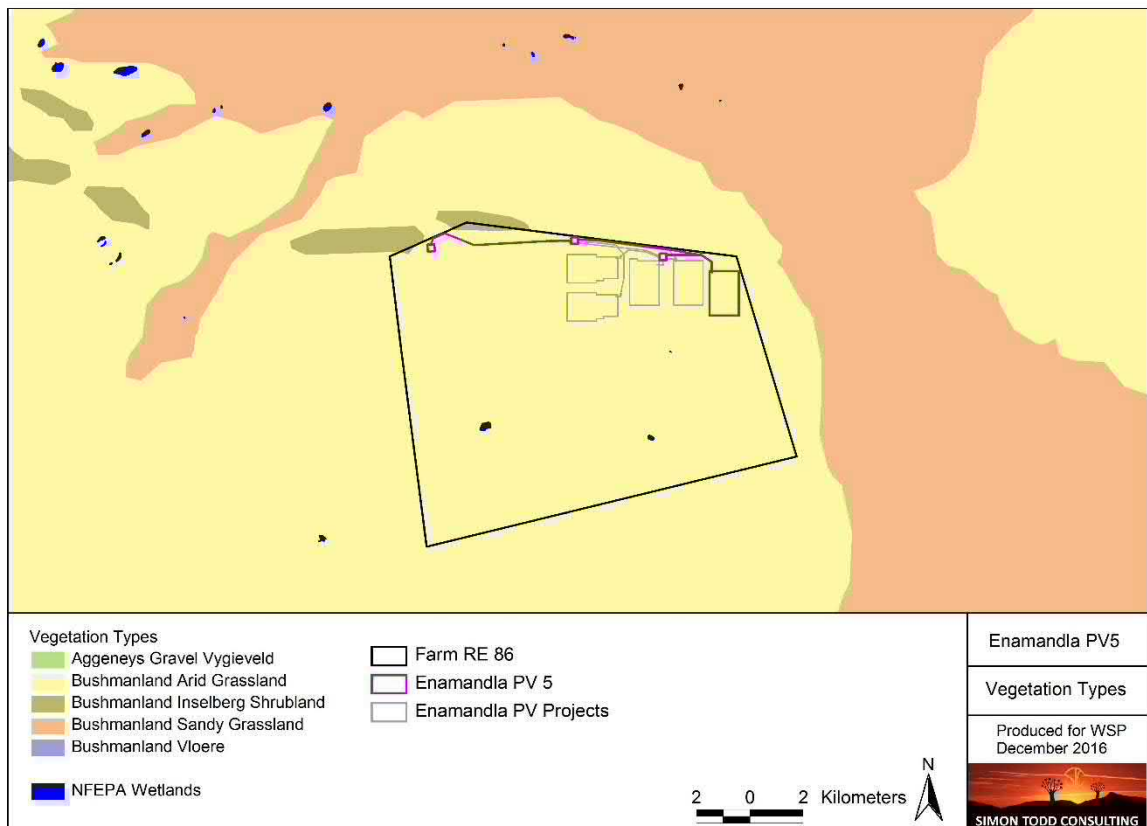 Vegetation Types
Aggeneys Gravel Vygieveld
Bushmanland Arid Grassland
Bushmanland Inselberg Shrubland
Bushmanland Sandy Grassland
Bushmanland Vloere
NFEPA Wetlands
Farm RE 86
Enamandla PV 5
Enamandla PV Projects
2 0 2 Kilometers
N
Enamandla PV5
Vegetation Types
Produced for WSP
December 2016
SIMON TODD CONSULTING